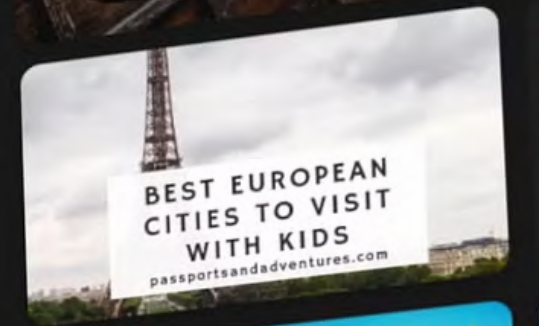 BEST EUROPEAN
CITIES TO VISIT
WITH KIDS
passportsandadventures.com